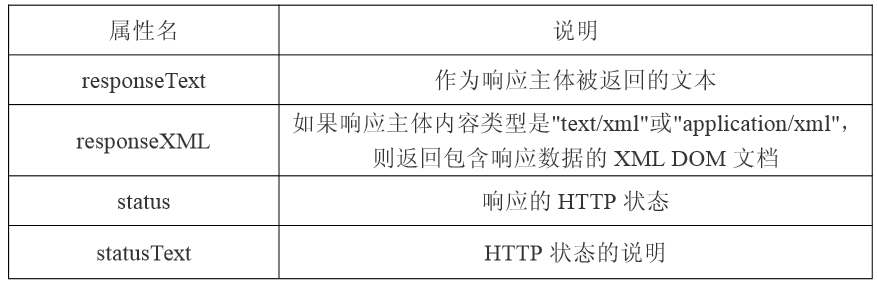 属性名 说明
responseText 作为响应主体被返回的文本
responseXML 如果响应主体内容类型是"text/xml"或"application/xml"，
则返回包含响应数据的 XML DOM 文档
status 响应的 HTTP 状态
statusText HTTP 状态的说明